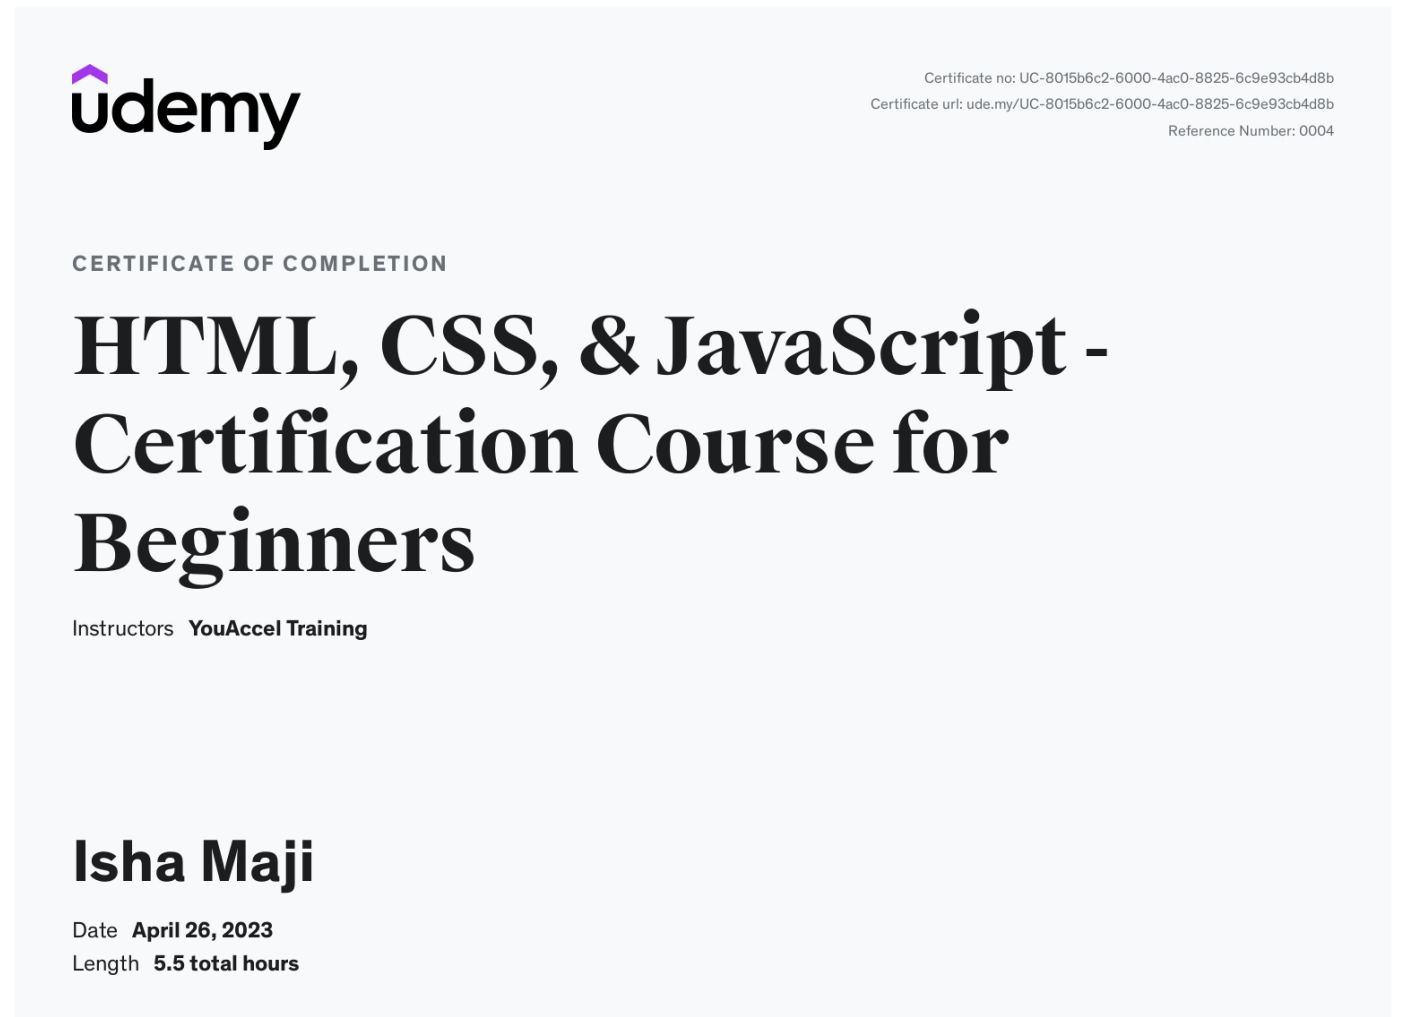 udemy
Certificate no: UC-8015b6c2-6000-4ac0-8825-6c9e93cb4d8b
Certificate url: ude.my/UC-8015b6c2-6000-4ac0-8825-6c9e93cb4d8b
Reference Number: 0004
CERTIFICATE OF COMPLETION
HTML, CSS, & JavaScript -
Certification Course for
Beginners
Instructors YouAccel Training
Isha Maji
Date April 26, 2023
Length 5.5 total hours